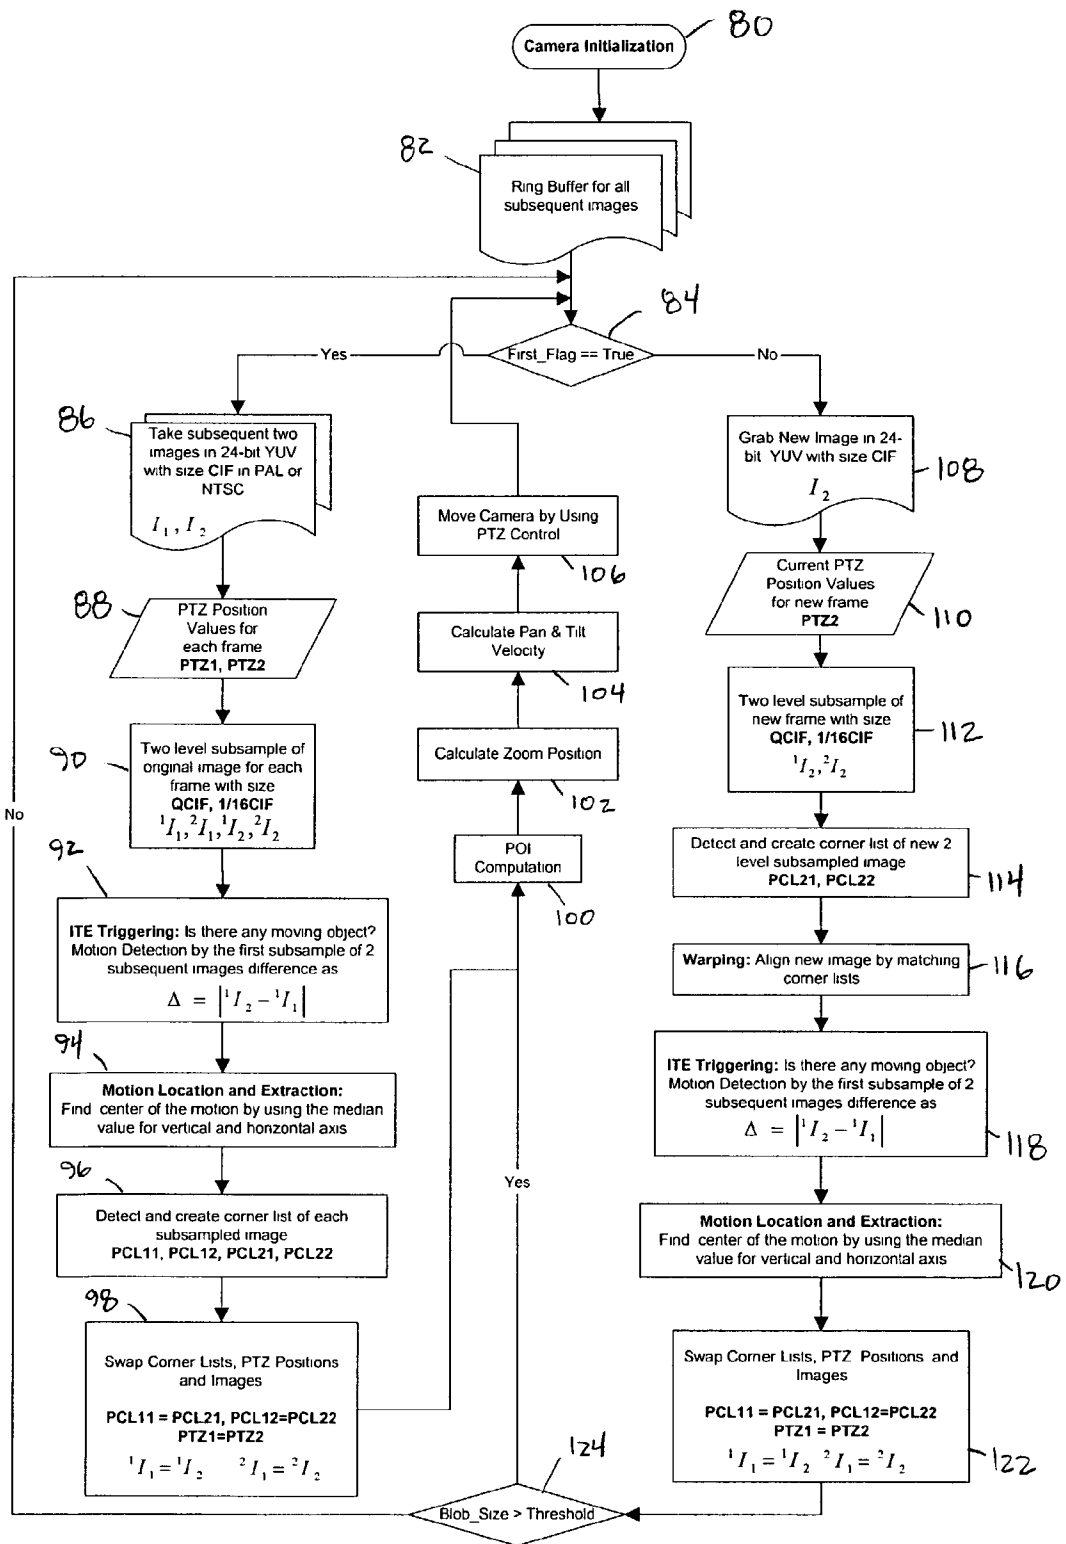 Camera Initialization
80
82
Ring Buffer for all
subsequent images
84
First_Flag == True
Yes
No
86
Take subsequent two
images in 24-bit YUV
with size CIF in PAL or
NTSC
I₁, I₂
88
PTZ Position
Values for
each frame
PTZ1, PTZ2
90
Two level subsample of
original image for each
frame with size
QCIF, 1/16CIF
¹I₁,²I₁,¹I₂,²I₂
92
ITE Triggering: Is there any moving object?
Motion Detection by the first subsample of 2
subsequent images difference as
Δ = |¹I₂ − ¹I₁|
94
Motion Location and Extraction:
Find center of the motion by using the median
value for vertical and horizontal axis
96
Detect and create corner list of each
subsampled image
PCL11, PCL12, PCL21, PCL22
98
Swap Corner Lists, PTZ Positions
and Images
PCL11 = PCL21, PCL12=PCL22
PTZ1=PTZ2
¹I₁ = ¹I₂ ²I₁ = ²I₂
Move Camera by Using
PTZ Control
106
Calculate Pan & Tilt
Velocity
104
Calculate Zoom Position
102
POI
Computation
100
Yes
No
Grab New Image in 24-
bit YUV with size CIF
I₂
108
Current PTZ
Position Values
for new frame
PTZ2
110
Two level subsample of
new frame with size
QCIF, 1/16CIF
¹I₂,²I₂
112
Detect and create corner list of new 2
level subsampled image
PCL21, PCL22
114
Warping: Align new image by matching
corner lists
116
ITE Triggering: Is there any moving object?
Motion Detection by the first subsample of 2
subsequent images difference as
Δ = |¹I₂ − ¹I₁|
118
Motion Location and Extraction:
Find center of the motion by using the median
value for vertical and horizontal axis
120
Swap Corner Lists, PTZ Positions and
Images
PCL11 = PCL21, PCL12=PCL22
PTZ1 = PTZ2
¹I₁ = ¹I₂ ²I₁ = ²I₂
122
124
Blob_Size > Threshold